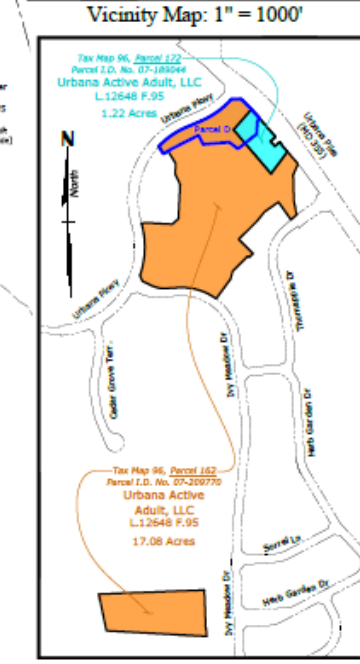 Vicinity Map: 1" = 1000'
Tax Map 96, Parcel 172
Parcel I.D. No. 07-189044
Urbana Active Adult, LLC
L.12648 F.95
1.22 Acres
Urbana Pkwy
Parcel D
Urbana Pike
(MD 355)
N
North
Urbana Pkwy
Thornapple Dr
Cedar Grove Terr.
Ivy Meadow Dr
Herb Garden Dr
Tax Map 96, Parcel 162
Parcel I.D. No. 07-209770
Urbana Active
Adult, LLC
L.12648 F.95
17.08 Acres
Sorrel Ln
Herb Garden Dr
Ivy Meadow Dr